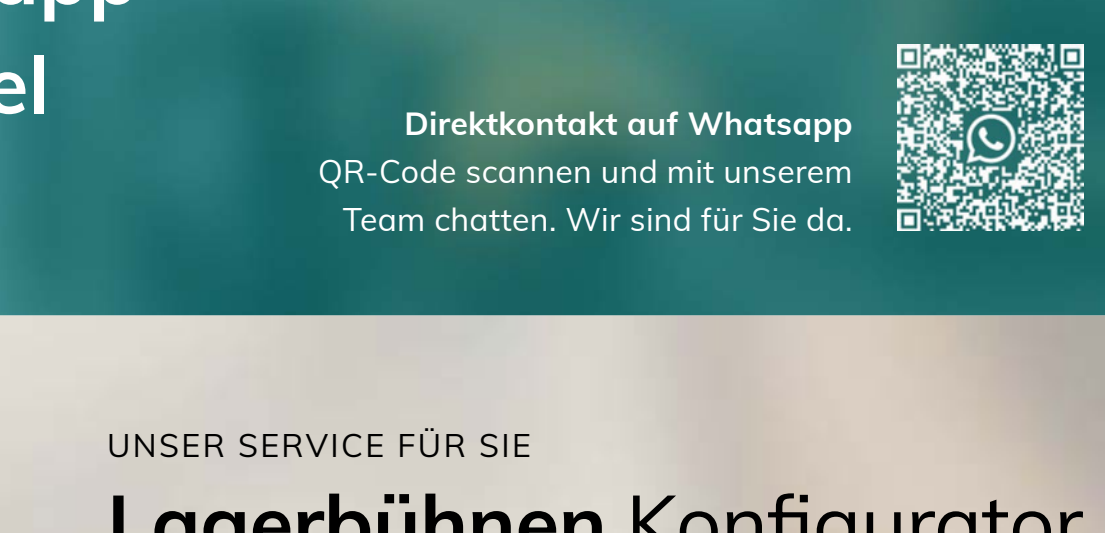 el
Direktkontakt auf Whatsapp
QR-Code scannen und mit unserem
Team chatten. Wir sind für Sie da.
UNSER SERVICE FÜR SIE
Lagerbühnen Konfigurator